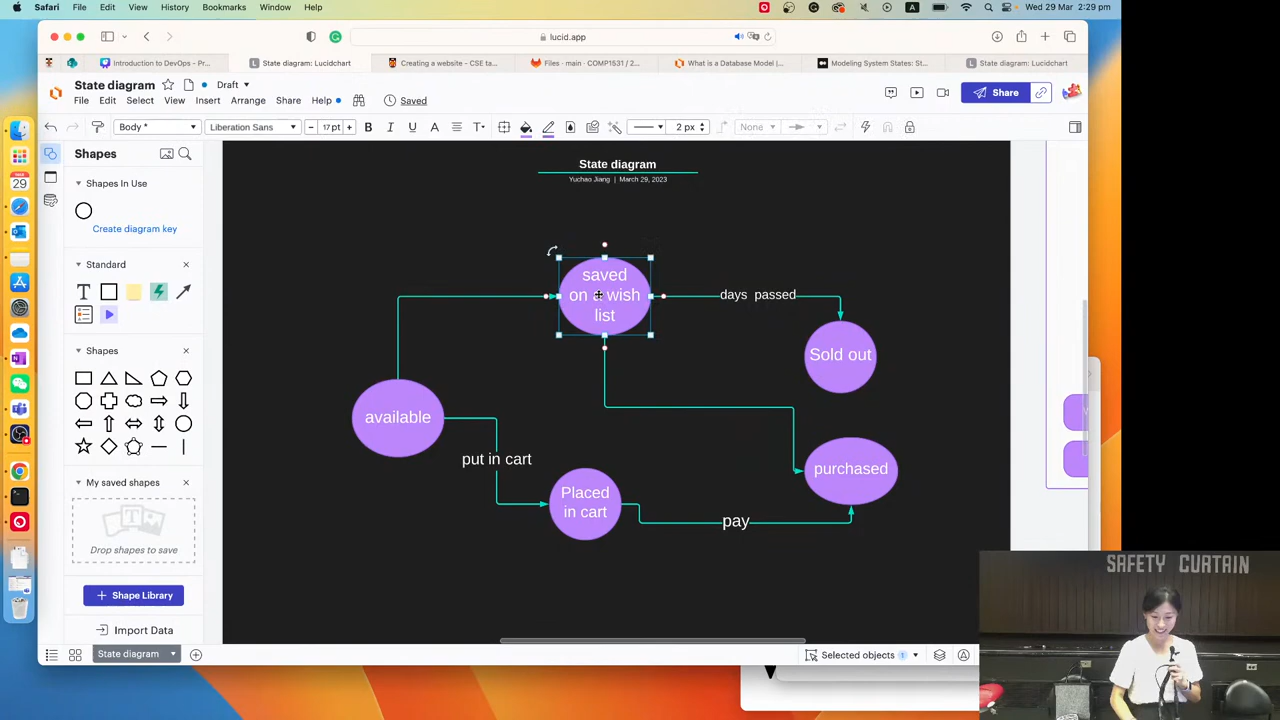 Safari File Edit View History Bookmarks Window Help
A
Wed 29 Mar 2:29 pm
lucid.app
Introduction to DevOps - Pr...
State diagram: Lucidchart
Creating a website - CSE ta...
Files · main · COMP1531 / 2...
What is a Database Model |...
Modeling System States: St...
State diagram: Lucidchart
State diagram
Draft
File Edit Select View Insert Arrange Share Help
Saved
Share
Body *
Liberation Sans
17 pt
B I U A T
2 px
None
Shapes
Shapes In Use
Create diagram key
Standard
T
Shapes
My saved shapes
T
Drop shapes to save
+ Shape Library
Import Data
State diagram
Yuchao Jiang | March 29, 2023
saved
on a wish
list
days passed
Sold out
available
put in cart
purchased
Placed
in cart
pay
State diagram
Selected objects 1
SAFETY CURTAIN